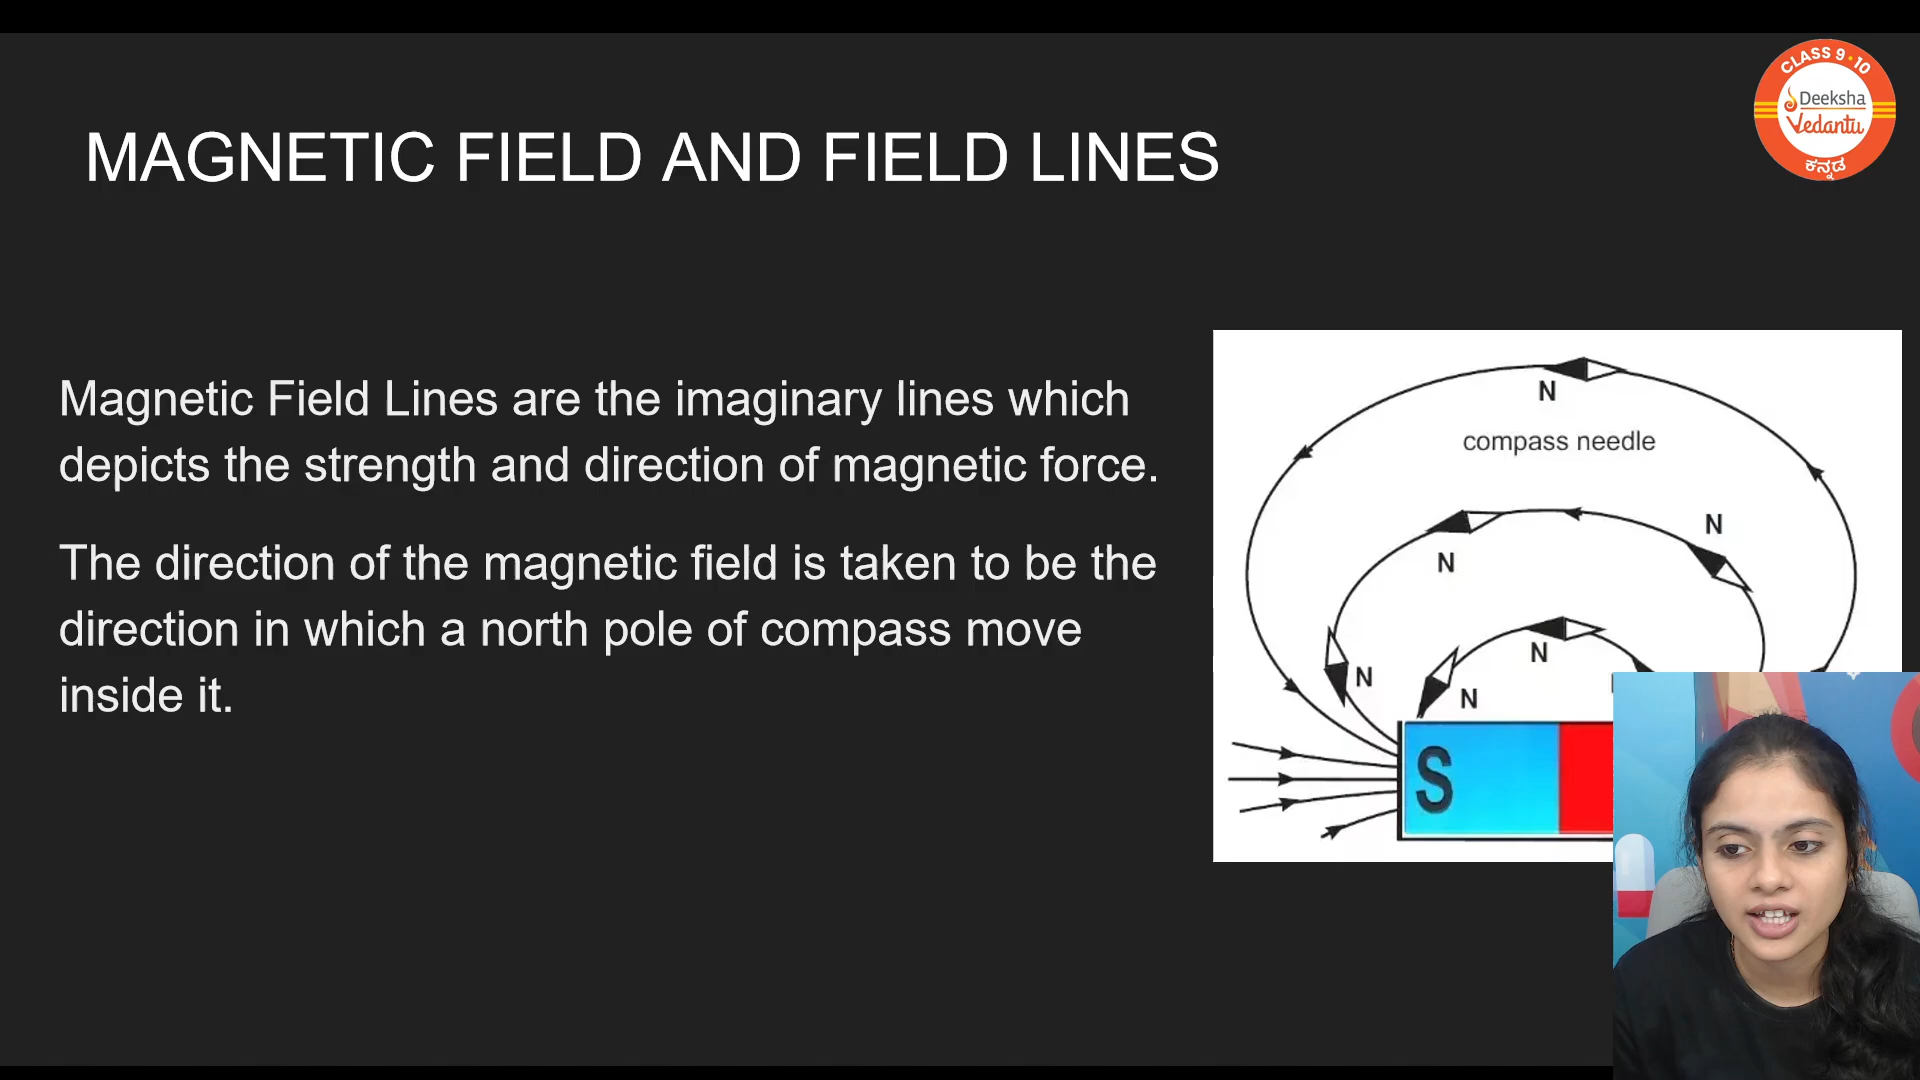 CLASS 9•10
Deeksha
Vedantu
ಕನ್ನಡ
MAGNETIC FIELD AND FIELD LINES
Magnetic Field Lines are the imaginary lines which
depicts the strength and direction of magnetic force.
The direction of the magnetic field is taken to be the
direction in which a north pole of compass move
inside it.
N
compass needle
N
N
N
N
N
S